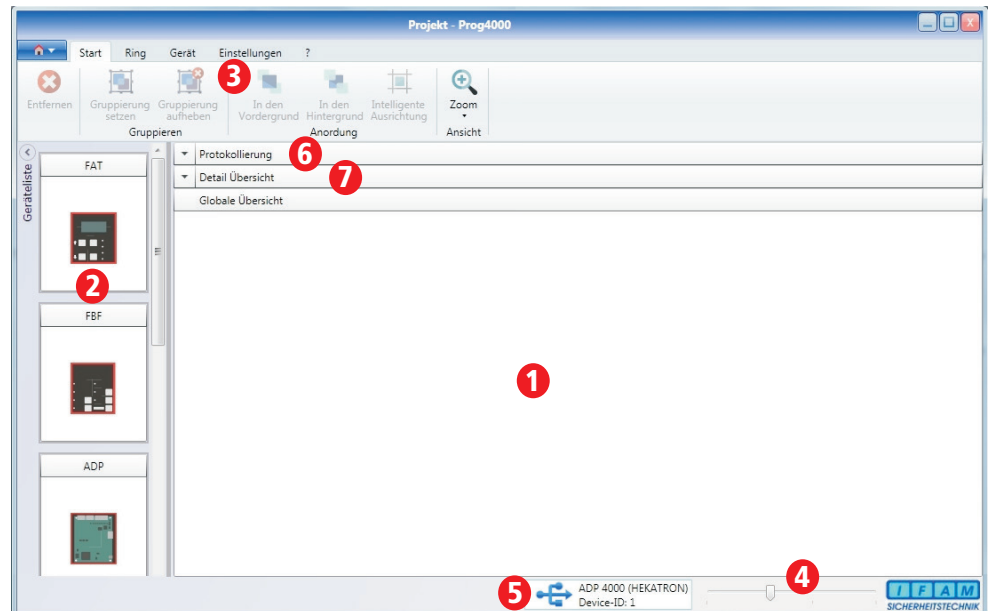 Projekt - Prog4000
Start Ring Gerät Einstellungen ?
3
Entfernen
Gruppierung setzen
Gruppierung aufheben
In den Vordergrund
In den Hintergrund
Intelligente Ausrichtung
Zoom
Gruppieren
Anordung
Ansicht
Geräteliste
FAT
2
FBF
ADP
Protokollierung 6
Detail Übersicht 7
Globale Übersicht
1
5
ADP 4000 (HEKATRON)
Device-ID: 1
4
IFAM
SICHERHEITSTECHNIK